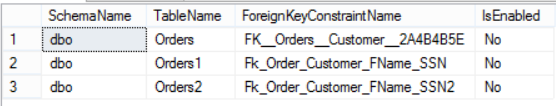 SchemaName TableName ForeignKeyConstraintName IsEnabled
1 dbo Orders FK__Orders__Customer__2A4B4B5E No
2 dbo Orders1 Fk_Order_Customer_FName_SSN No
3 dbo Orders2 Fk_Order_Customer_FName_SSN2 No